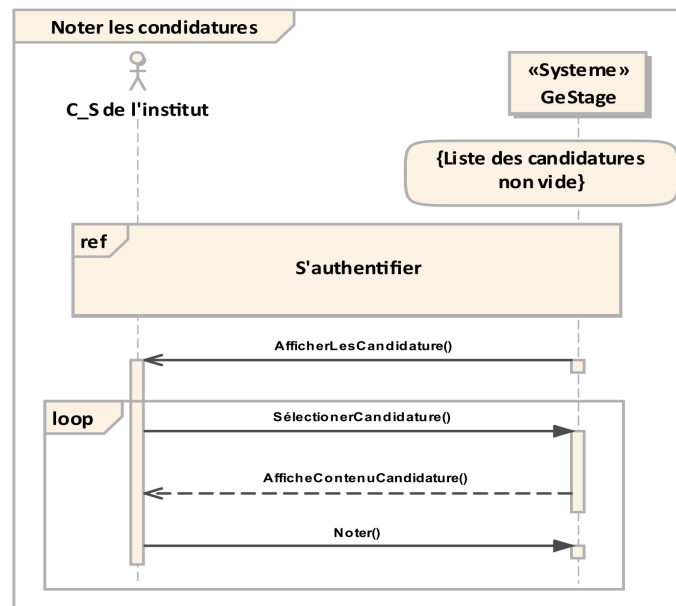 Noter les condidatures
C_S de l'institut
«Systeme»
GeStage
{Liste des candidatures
non vide}
ref
S'authentifier
AfficherLesCandidature()
loop
SélectionerCandidature()
AfficheContenuCandidature()
Noter()